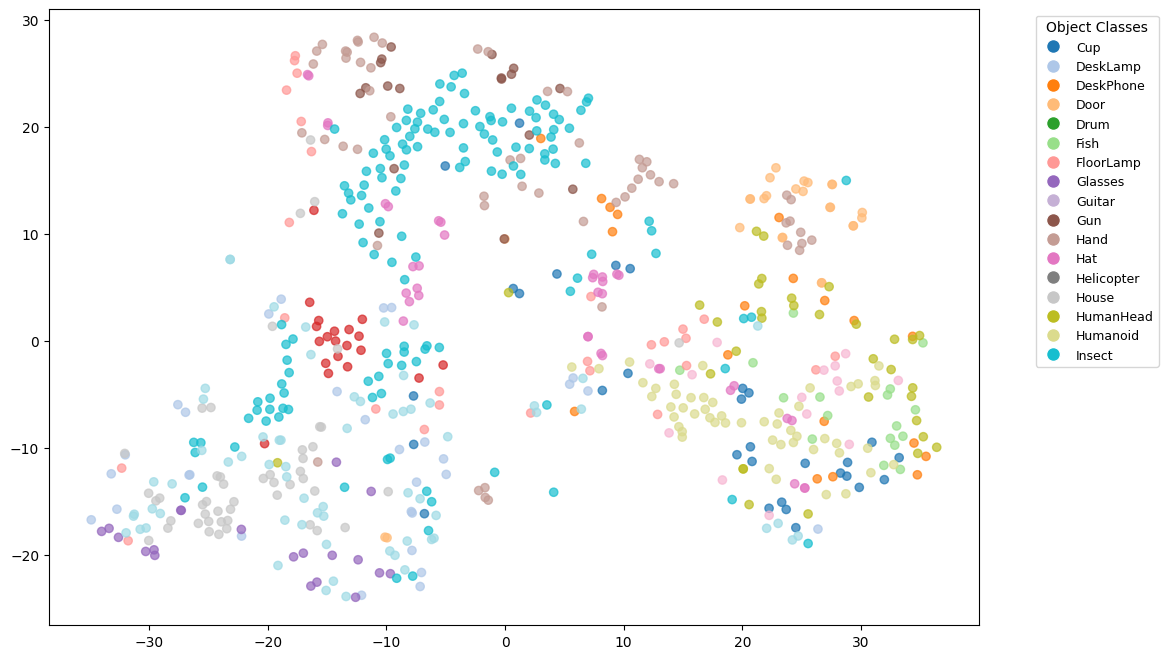 30
20
10
0
−10
−20
−30
−20
−10
0
10
20
30
Object Classes
Cup
DeskLamp
DeskPhone
Door
Drum
Fish
FloorLamp
Glasses
Guitar
Gun
Hand
Hat
Helicopter
House
HumanHead
Humanoid
Insect